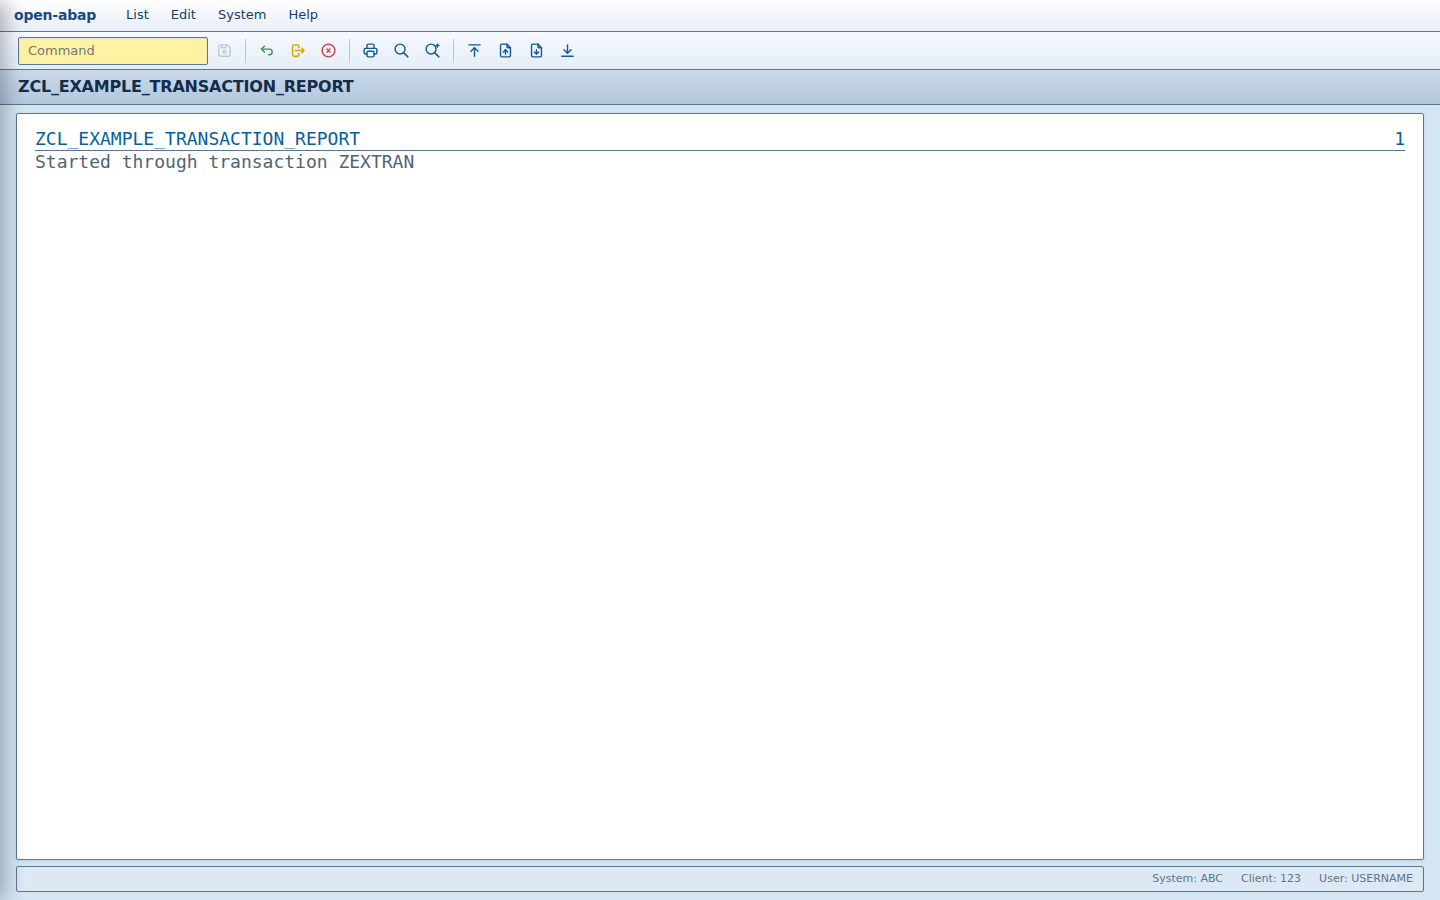 open-abap List Edit System Help
Command
ZCL_EXAMPLE_TRANSACTION_REPORT
ZCL_EXAMPLE_TRANSACTION_REPORT 1
Started through transaction ZEXTRAN
System: ABC Client: 123 User: USERNAME